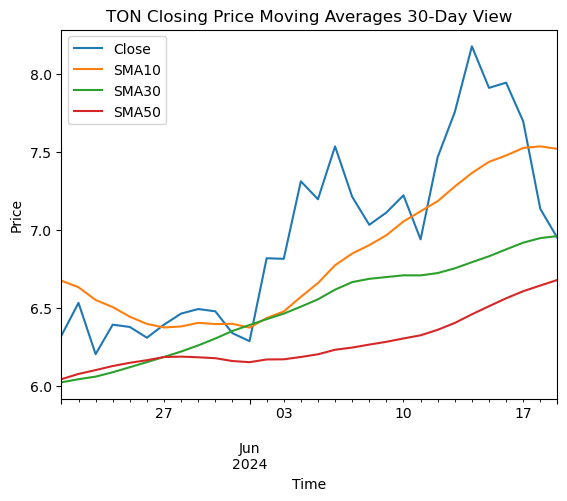 TON Closing Price Moving Averages 30-Day View
Close
SMA10
SMA30
SMA50
Price
8.0
7.5
7.0
6.5
6.0
27
03
10
17
Jun
2024
Time